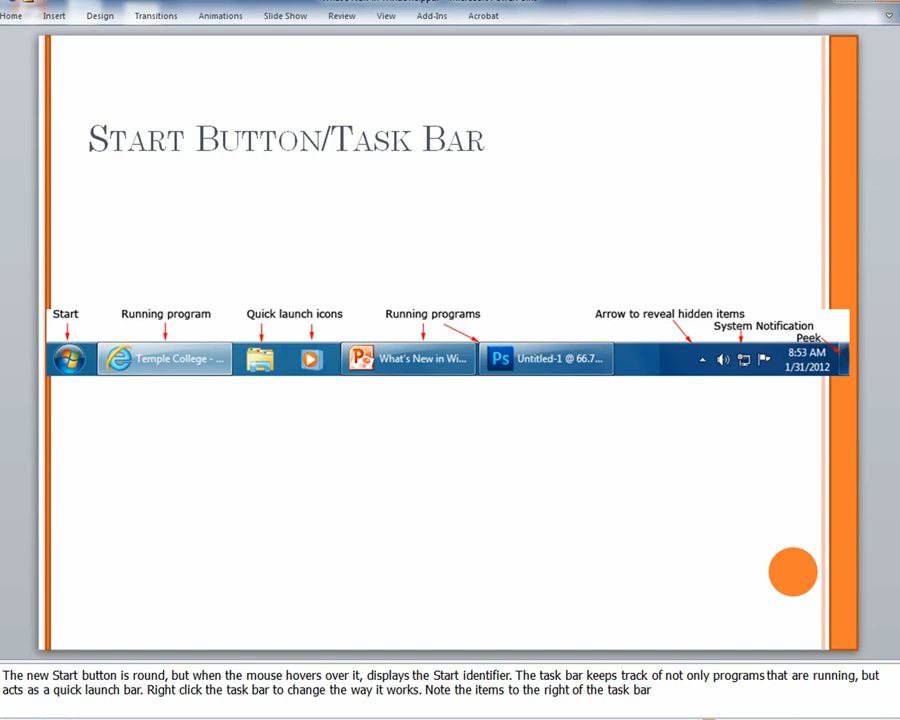 Home Insert Design Transitions Animations Slide Show Review View Add-Ins Acrobat
START BUTTON/TASK BAR
Start Running program Quick launch icons Running programs Arrow to reveal hidden items
System Notification
Peek
Temple College - ... What's New in Wi... Ps Untitled-1 @ 66.7... 8:53 AM
1/31/2012
The new Start button is round, but when the mouse hovers over it, displays the Start identifier. The task bar keeps track of not only programs that are running, but
acts as a quick launch bar. Right click the task bar to change the way it works. Note the items to the right of the task bar